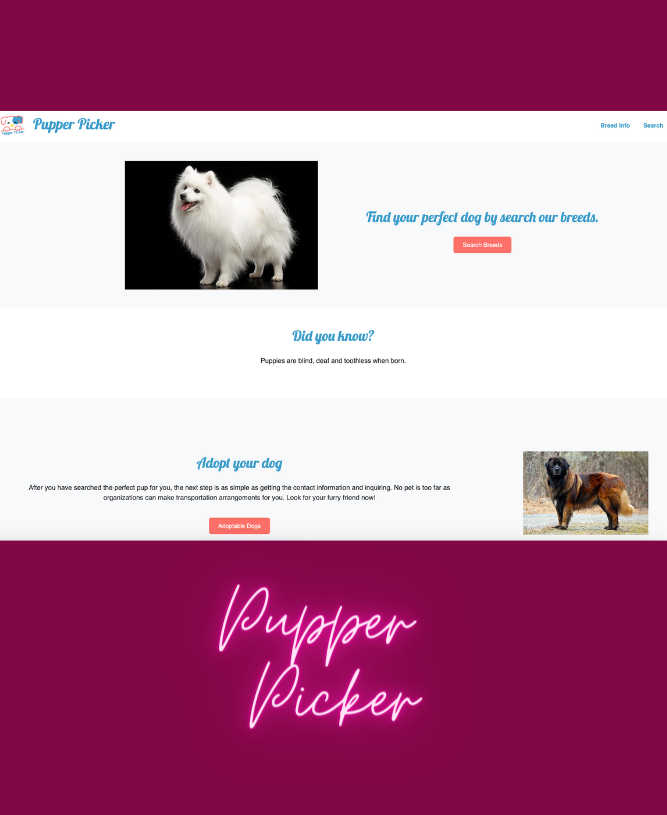 Pupper Picker
Breed Info
Search
Find your perfect dog by search our breeds.
Search Breeds
Did you know?
Puppies are blind, deaf and toothless when born.
Adopt your dog
After you have searched the perfect pup for you, the next step is as simple as getting the contact information and inquiring. No pet is too far as
organizations can make transportation arrangements for you. Look for your furry friend now!
Adoptable Dogs
Pupper
Picker